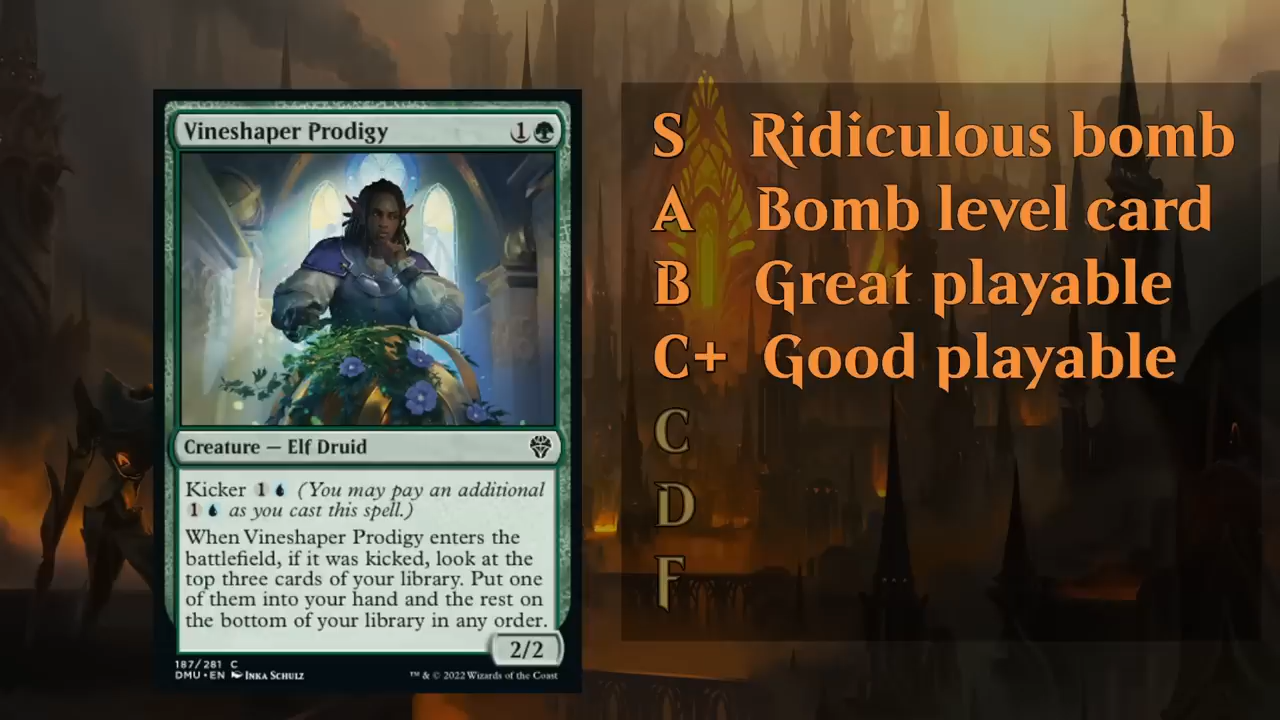 Vineshaper Prodigy 1
Creature — Elf Druid
Kicker 1 (You may pay an additional
1 as you cast this spell.)
When Vineshaper Prodigy enters the
battlefield, if it was kicked, look at the
top three cards of your library. Put one
of them into your hand and the rest on
the bottom of your library in any order.
2/2
187/281 C
DMU • EN Inka Schulz
™ & © 2022 Wizards of the Coast
S Ridiculous bomb
A Bomb level card
B Great playable
C+ Good playable
C
D
F